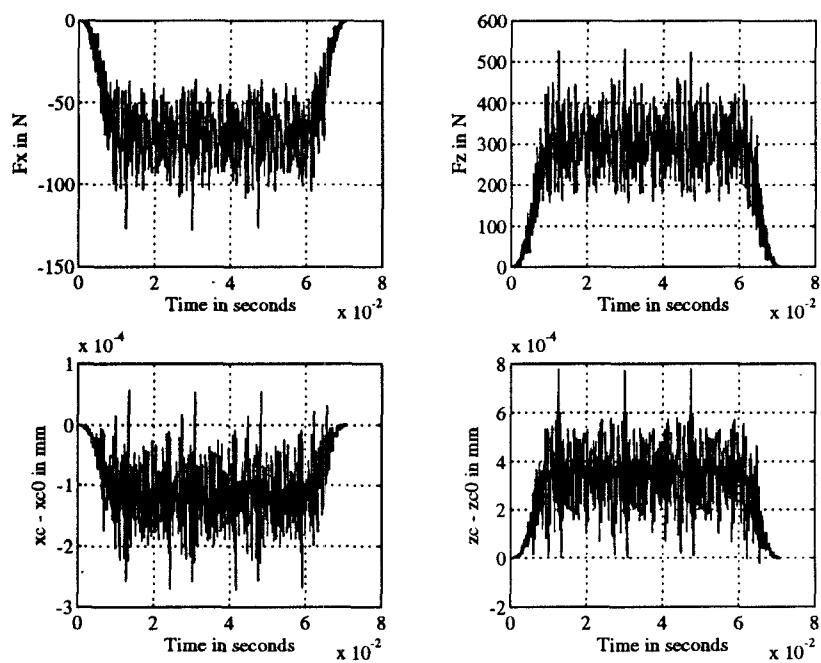 0
-50
-100
-150
Fx in N
0 2 4 6 8
Time in seconds
x 10-2
600
500
400
300
200
100
0
Fz in N
0 2 4 6 8
Time in seconds
x 10-2
x 10-4
1
0
-1
-2
-3
xc - xc0 in mm
0 2 4 6 8
Time in seconds
x 10-2
x 10-4
8
6
4
2
0
-2
zc - zc0 in mm
0 2 4 6 8
Time in seconds
x 10-2